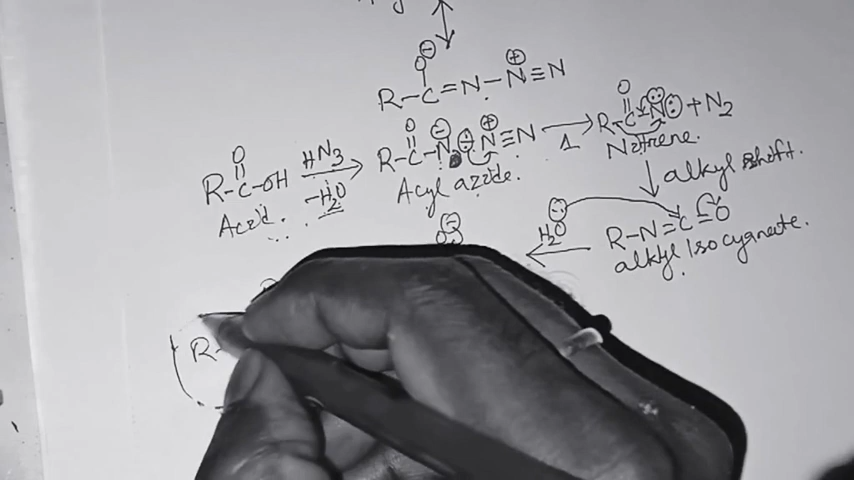 O⊖
R-C=N-N⊕≡N
R-C(=O)-OH HN3 -H2O → R-C(=O)-N⊖-N⊕≡N → Δ R-C(=O)-N + N2
Acid. Acyl azide. Nitrene.
alkyl shift.
H2O R-N=C=O
alkyl isocyanate.
R